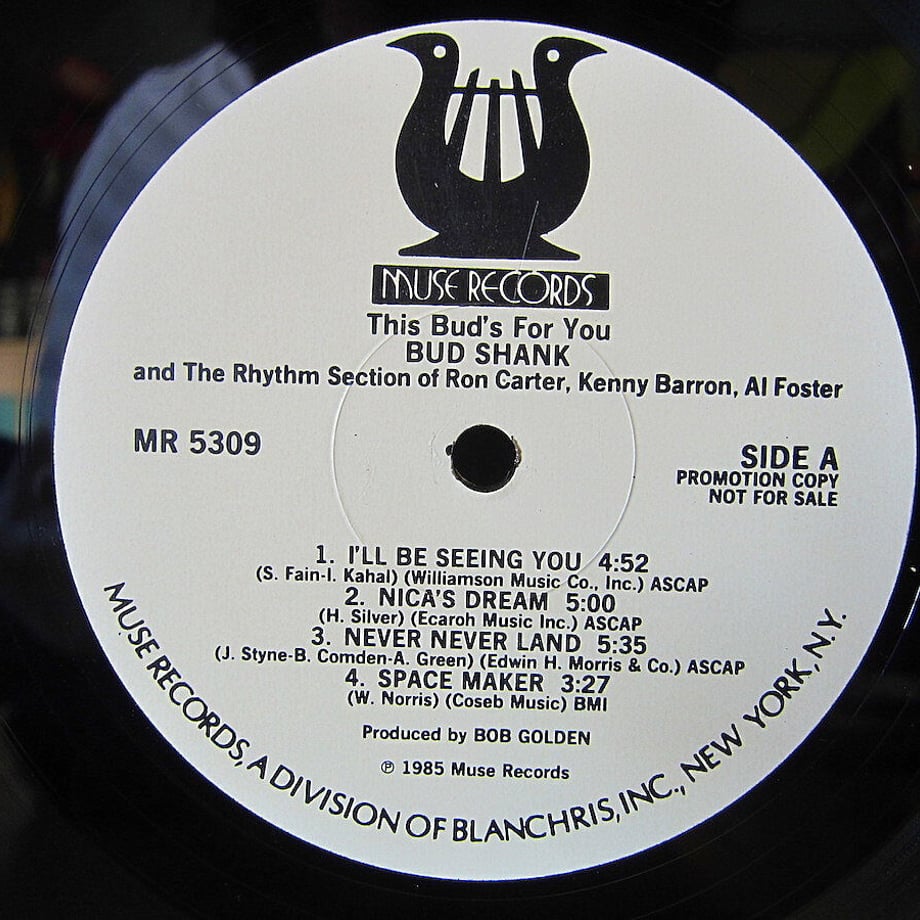 MUSE RECORDS
This Bud's For You
BUD SHANK
and The Rhythm Section of Ron Carter, Kenny Barron, Al Foster
MR 5309
SIDE A
PROMOTION COPY
NOT FOR SALE
1. I'LL BE SEEING YOU 4:52
(S. Fain-I. Kahal) (Williamson Music Co., Inc.) ASCAP
2. NICA'S DREAM 5:00
(H. Silver) (Ecaroh Music Inc.) ASCAP
3. NEVER NEVER LAND 5:35
(J. Styne-B. Comden-A. Green) (Edwin H. Morris & Co.) ASCAP
4. SPACE MAKER 3:27
(W. Norris) (Coseb Music) BMI
Produced by BOB GOLDEN
℗ 1985 Muse Records
MUSE RECORDS, A DIVISION OF BLANCHRIS, INC., NEW YORK, N.Y.